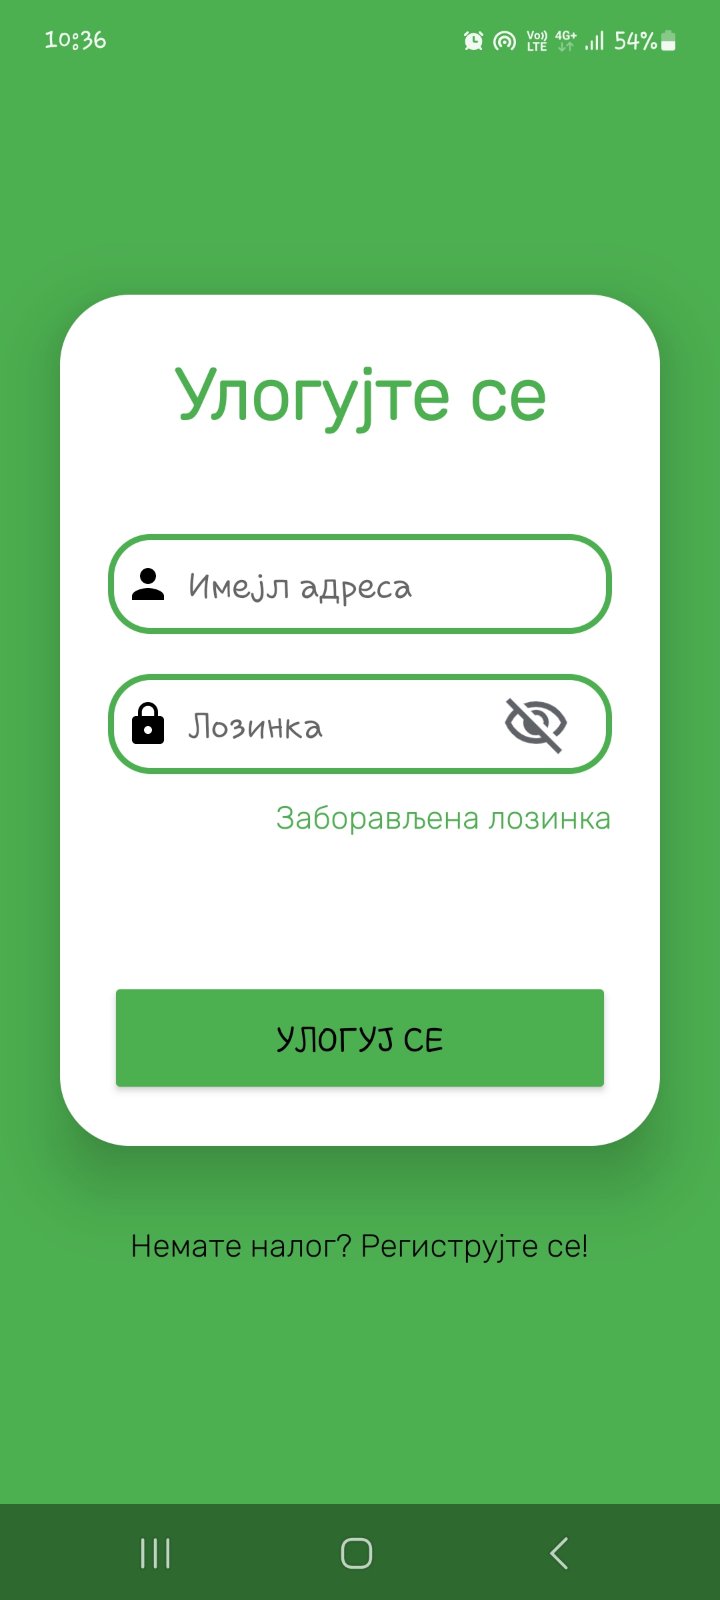 10:36
Vo)) LTE 4G+ 54%
Улогујте се
Имејл адреса
Лозинка
Заборављена лозинка
УЛОГУЈ СЕ
Немате налог? Региструјте се!